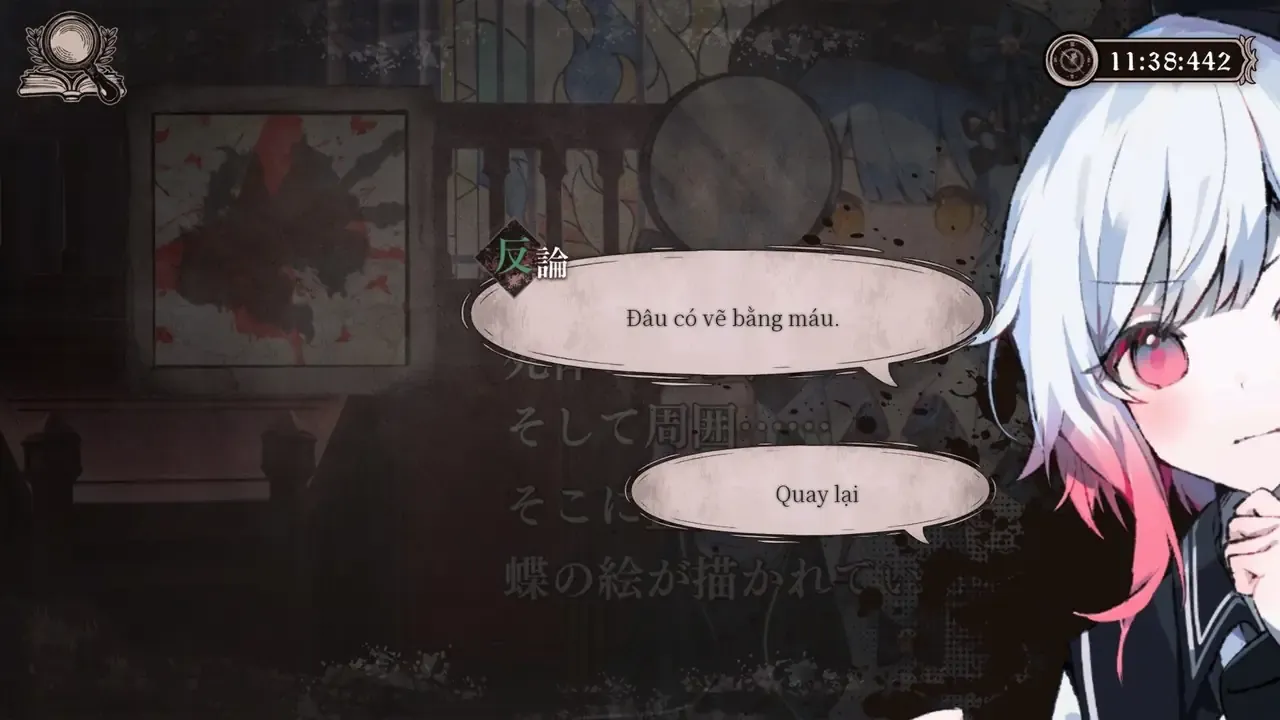 11:38:442
反論
Đâu có vẽ bằng máu.
そして周囲……
Quay lại
そこに
蝶の絵が描かれてい